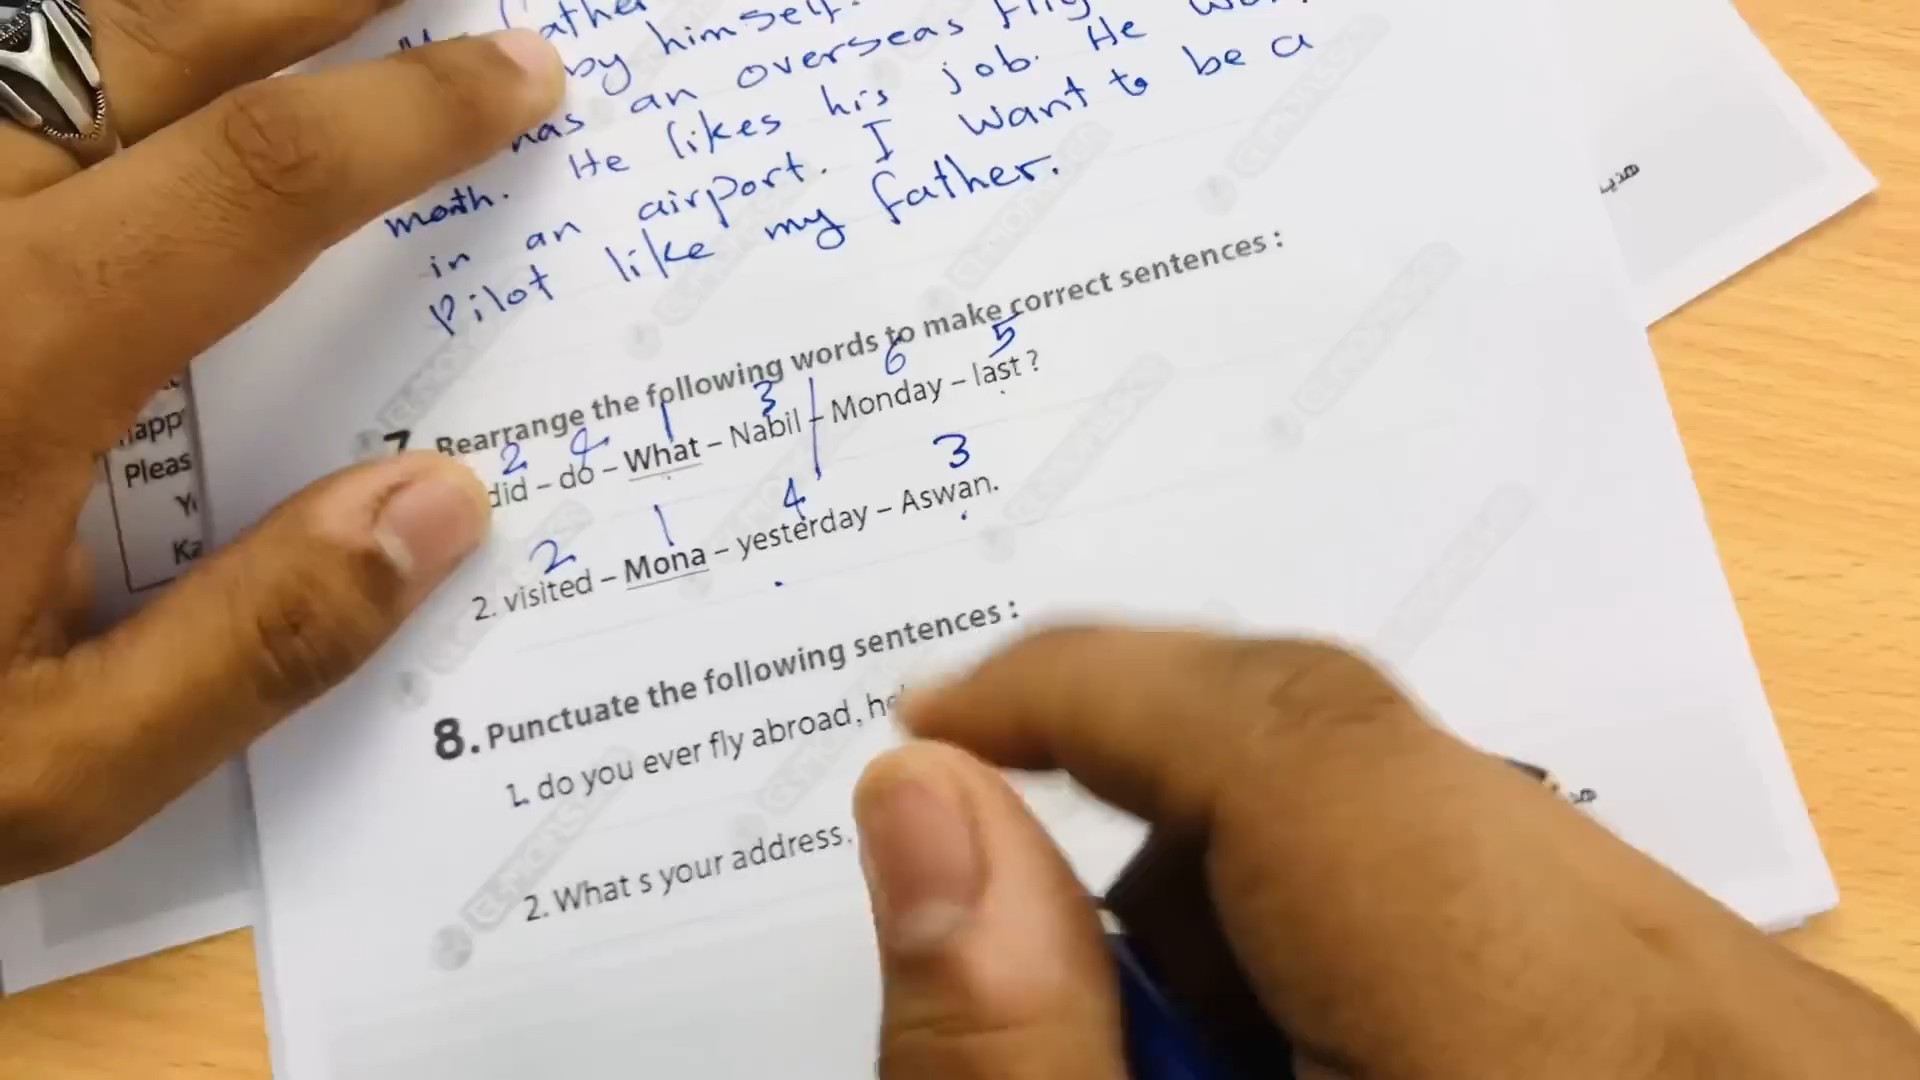 by himself.
has an overseas
month. He likes his job. He
in an airport. I want to be a
Pilot like my father.
7. Rearrange the following words to make correct sentences :
2 4 1 3 6 5
did – do – What – Nabil – Monday – last ?
2 1 4 3
2. visited – Mona – yesterday – Aswan.
8. Punctuate the following sentences :
1. do you ever fly abroad,
2. What s your address,
Pleas
ELMONSEQ